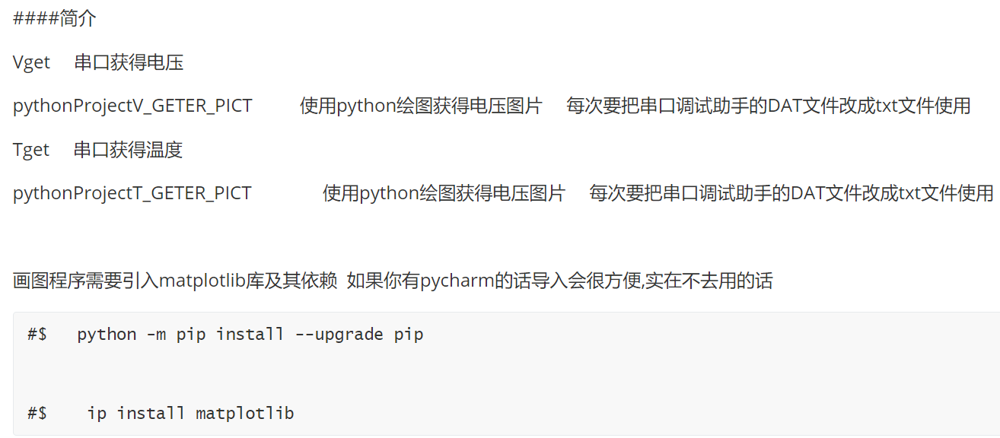 ####简介
Vget 串口获得电压
pythonProjectV_GETER_PICT 使用python绘图获得电压图片 每次要把串口调试助手的DAT文件改成txt文件使用
Tget 串口获得温度
pythonProjectT_GETER_PICT 使用python绘图获得电压图片 每次要把串口调试助手的DAT文件改成txt文件使用
画图程序需要引入matplotlib库及其依赖 如果你有pycharm的话导入会很方便,实在不去用的话
#$ python -m pip install --upgrade pip
#$ ip install matplotlib